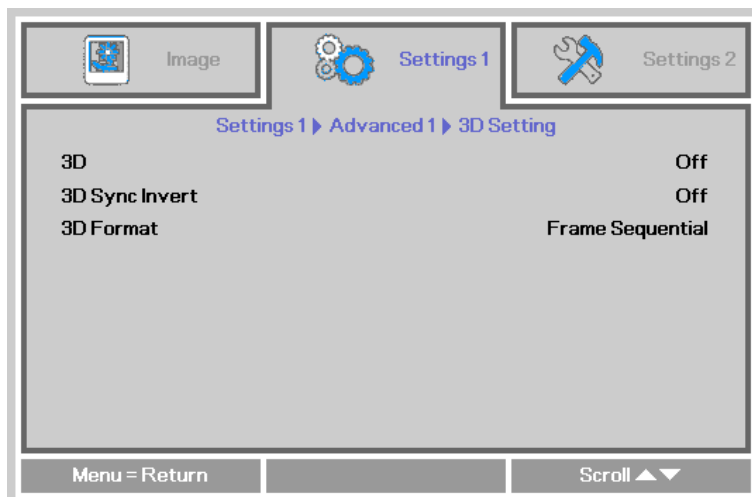 Image
Settings 1
Settings 2
Settings 1 ▶ Advanced 1 ▶ 3D Setting
3D Off
3D Sync Invert Off
3D Format Frame Sequential
Menu = Return
Scroll ▲▼